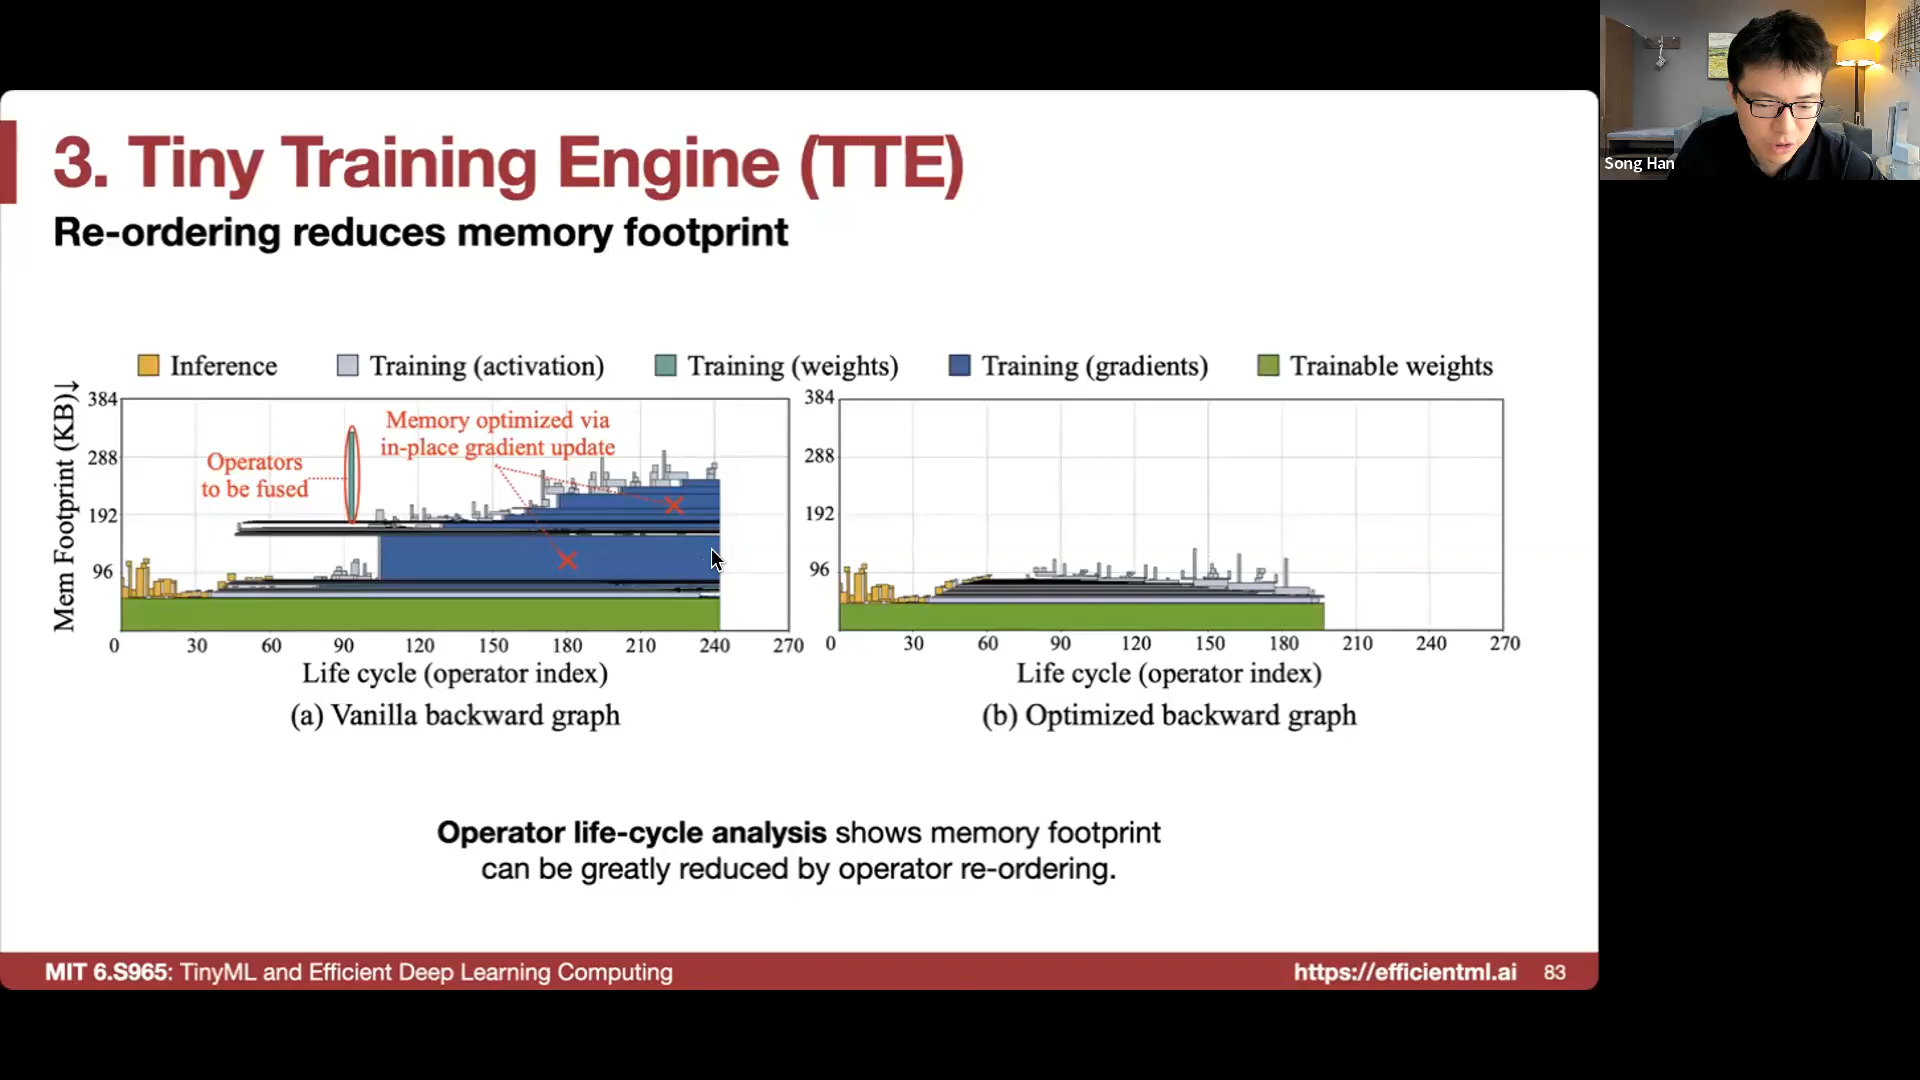 3. Tiny Training Engine (TTE)
Re-ordering reduces memory footprint
Song Han
Inference
Training (activation)
Training (weights)
Training (gradients)
Trainable weights
Mem Footprint (KB)↓
384
288
192
96
Operators
to be fused
Memory optimized via
in-place gradient update
0 30 60 90 120 150 180 210 240 270
Life cycle (operator index)
(a) Vanilla backward graph
384
288
192
96
0 30 60 90 120 150 180 210 240 270
Life cycle (operator index)
(b) Optimized backward graph
Operator life-cycle analysis shows memory footprint
can be greatly reduced by operator re-ordering.
MIT 6.S965: TinyML and Efficient Deep Learning Computing
https://efficientml.ai 83